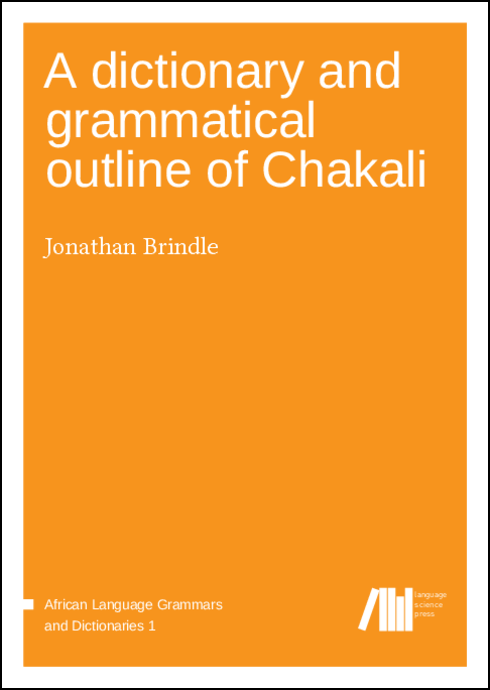 A dictionary and
grammatical
outline of Chakali
Jonathan Brindle
African Language Grammars
and Dictionaries 1
language
science
press